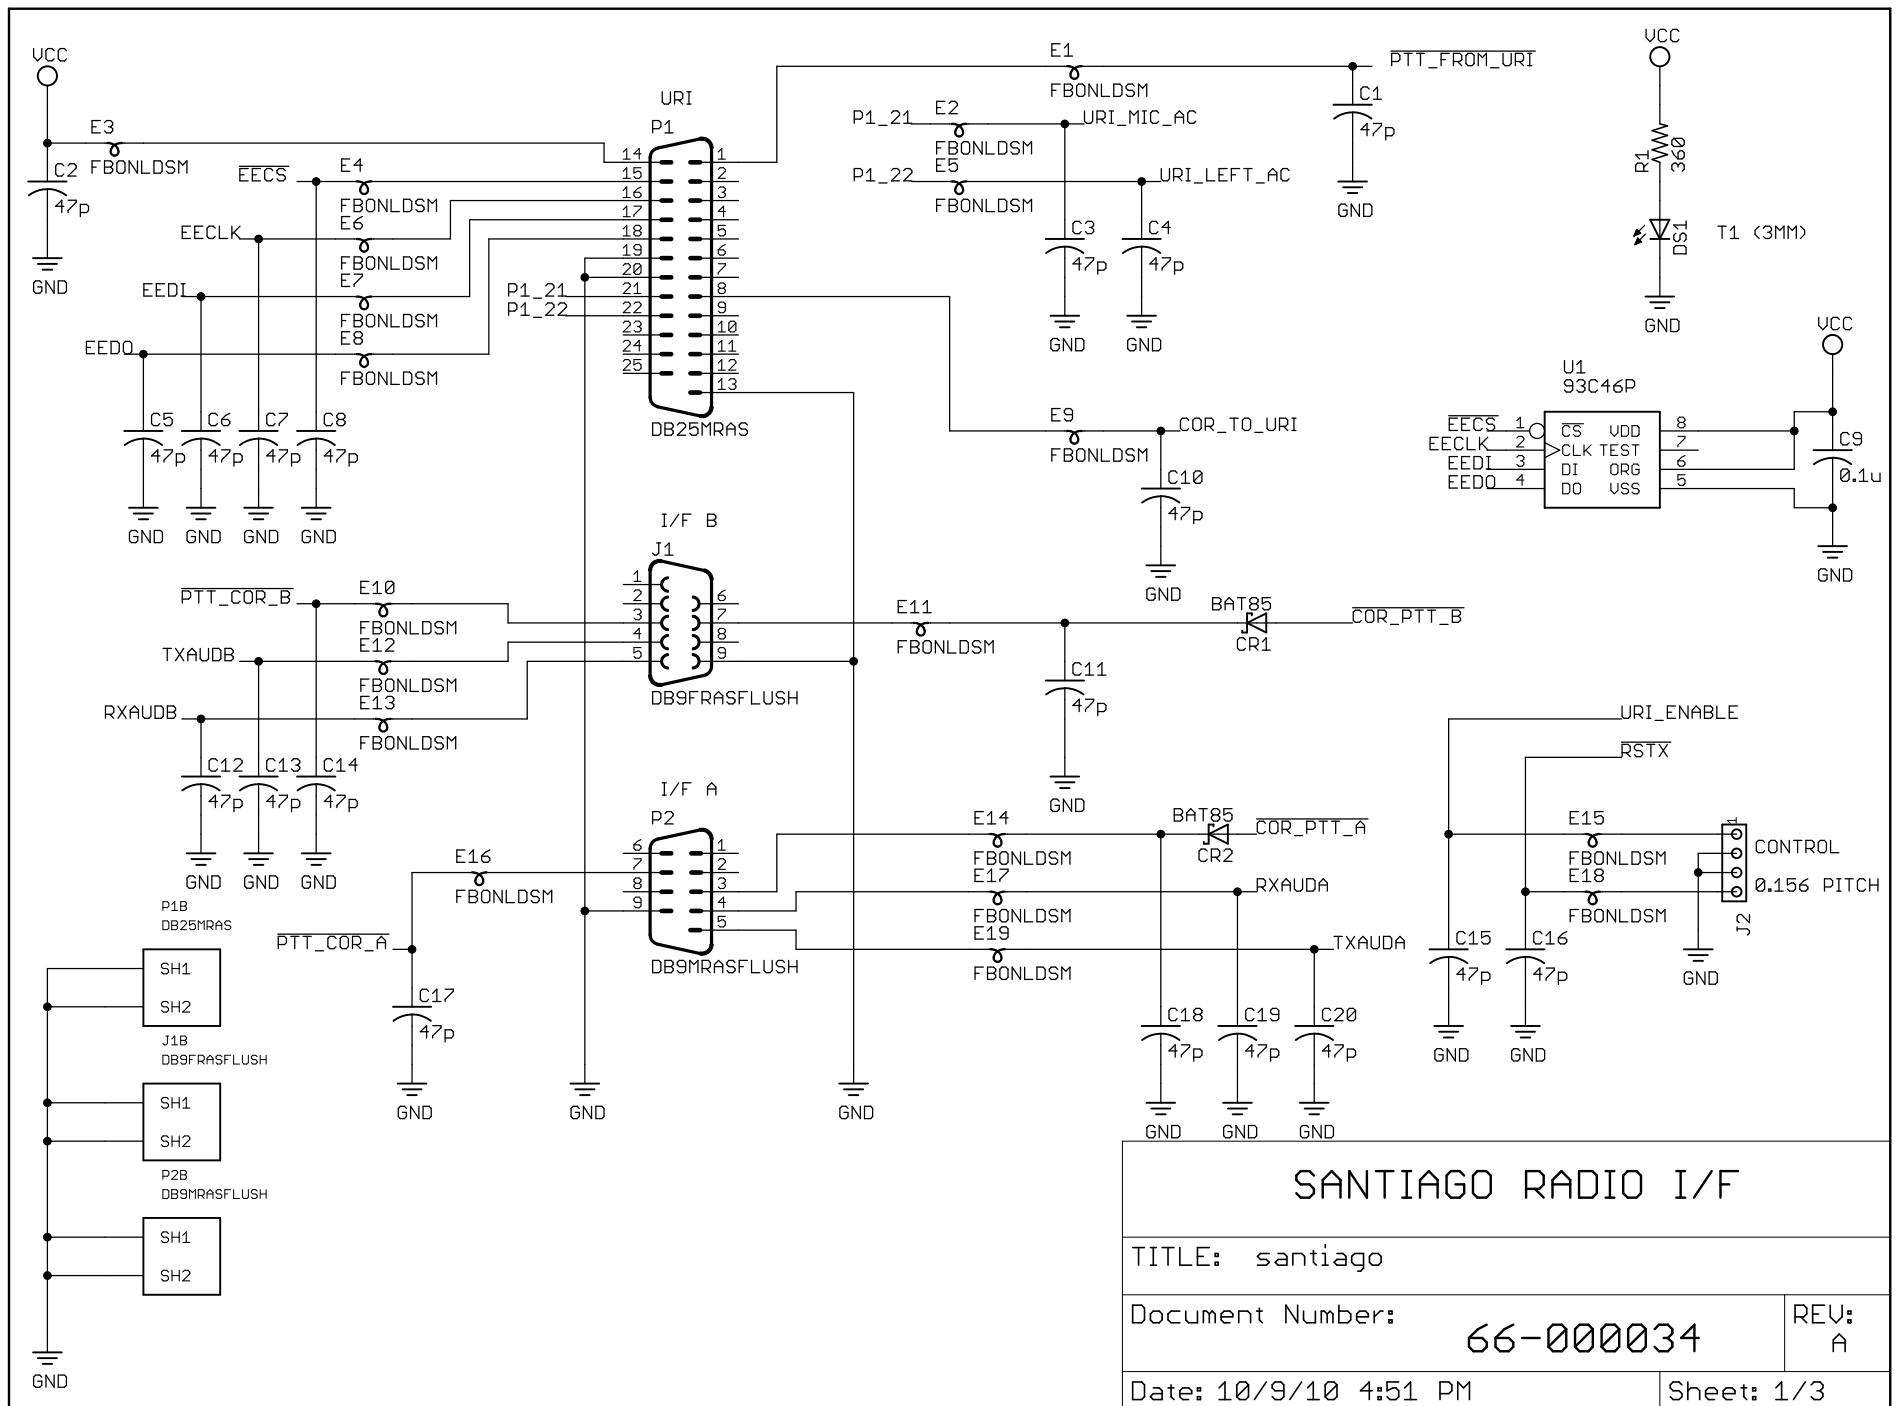 VCC
E3
FBONLDSM
C2
47p
GND
EECS
E4
FBONLDSM
EECLK
E6
FBONLDSM
EEDI
E7
FBONLDSM
EEDO
E8
FBONLDSM
C5
47p
C6
47p
C7
47p
C8
47p
GND
GND
GND
GND
URI
P1
14
15
16
17
18
19
20
21
22
23
24
25
1
2
3
4
5
6
7
8
9
10
11
12
13
P1_21
P1_22
DB25MRAS
E1
FBONLDSM
PTT_FROM_URI
C1
47p
GND
P1_21
E2
FBONLDSM
URI_MIC_AC
P1_22
E5
FBONLDSM
URI_LEFT_AC
C3
47p
C4
47p
GND
GND
VCC
R1
360
DS1
T1 (3MM)
GND
E9
FBONLDSM
COR_TO_URI
C10
47p
GND
VCC
U1
93C46P
EECS
EECLK
EEDI
EEDO
1
2
3
4
CS
CLK
DI
DO
VDD
TEST
ORG
VSS
8
7
6
5
C9
0.1u
GND
I/F B
J1
1
2
3
4
5
6
7
8
9
DB9FRASFLUSH
PTT_COR_B
E10
FBONLDSM
TXAUDB
E12
FBONLDSM
RXAUDB
E13
FBONLDSM
C12
47p
C13
47p
C14
47p
GND
GND
GND
E11
FBONLDSM
BAT85
CR1
COR_PTT_B
C11
47p
GND
I/F A
P2
6
7
8
9
1
2
3
4
5
DB9MRASFLUSH
E16
FBONLDSM
PTT_COR_A
C17
47p
GND
GND
GND
E14
FBONLDSM
BAT85
CR2
COR_PTT_A
E17
FBONLDSM
RXAUDA
E19
FBONLDSM
TXAUDA
C18
47p
C19
47p
C20
47p
GND
GND
GND
URI_ENABLE
RSTX
E15
FBONLDSM
E18
FBONLDSM
1
CONTROL
0.156 PITCH
J2
C15
47p
C16
47p
GND
GND
GND
P1B
DB25MRAS
SH1
SH2
J1B
DB9FRASFLUSH
SH1
SH2
P2B
DB9MRASFLUSH
SH1
SH2
GND
SANTIAGO RADIO I/F
TITLE: santiago
Document Number:
66-000034
REV:
A
Date: 10/9/10 4:51 PM
Sheet: 1/3